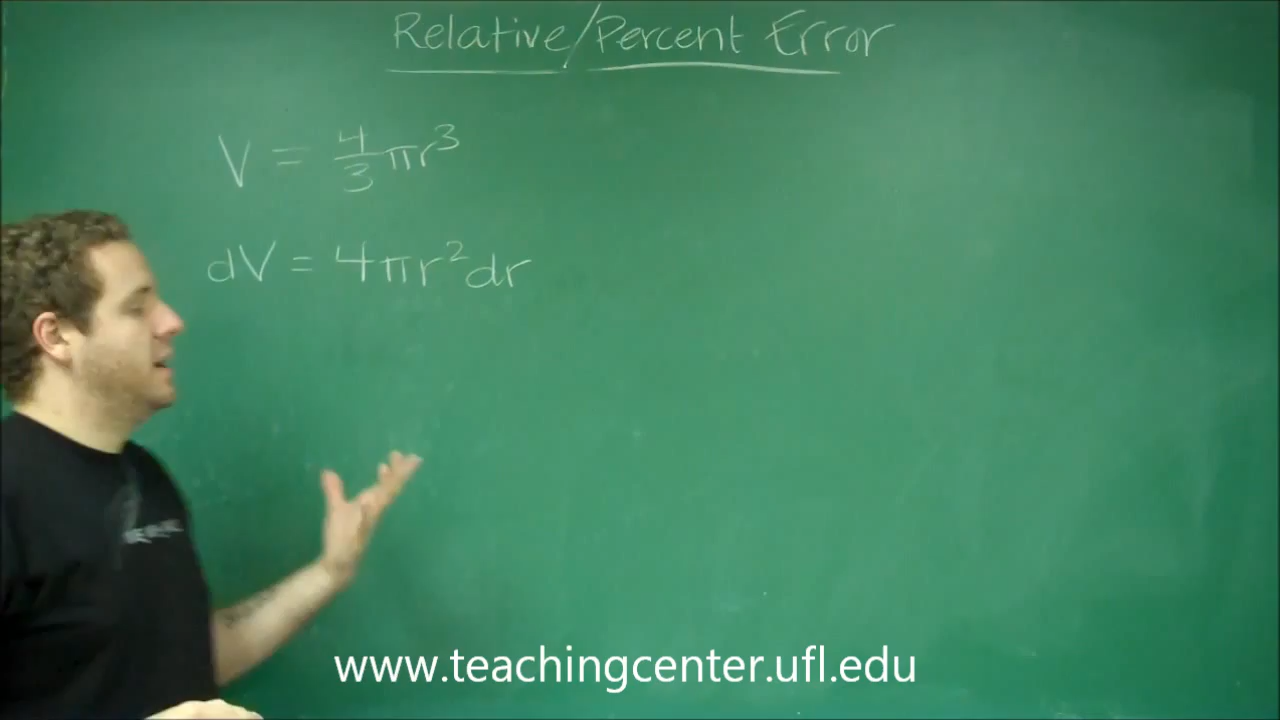 Relative/Percent Error
V = 4/3 πr³
dV = 4πr²dr
www.teachingcenter.ufl.edu